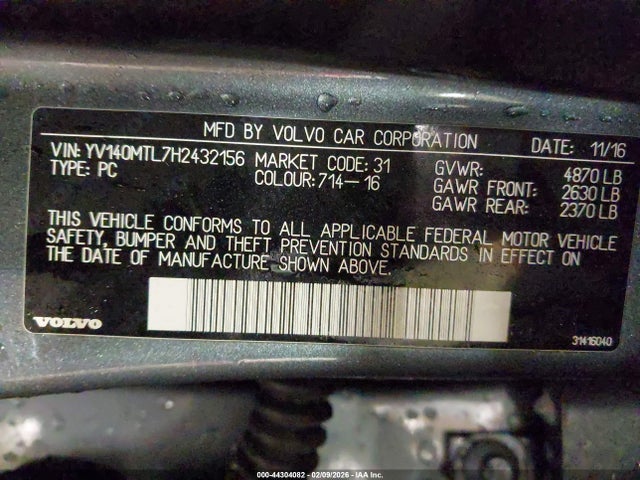 MFD BY VOLVO CAR CORPORATION DATE: 11/16
VIN: YV140MTL7H2432156 MARKET CODE: 31 GVWR: 4870 LB
TYPE: PC COLOUR: 714-16 GAWR FRONT: 2630 LB
GAWR REAR: 2370 LB
THIS VEHICLE CONFORMS TO ALL APPLICABLE FEDERAL MOTOR VEHICLE
SAFETY, BUMPER AND THEFT PREVENTION STANDARDS IN EFFECT ON
THE DATE OF MANUFACTURE SHOWN ABOVE.
VOLVO 31416040
000-44304082 - 02/09/2026 - IAA Inc.